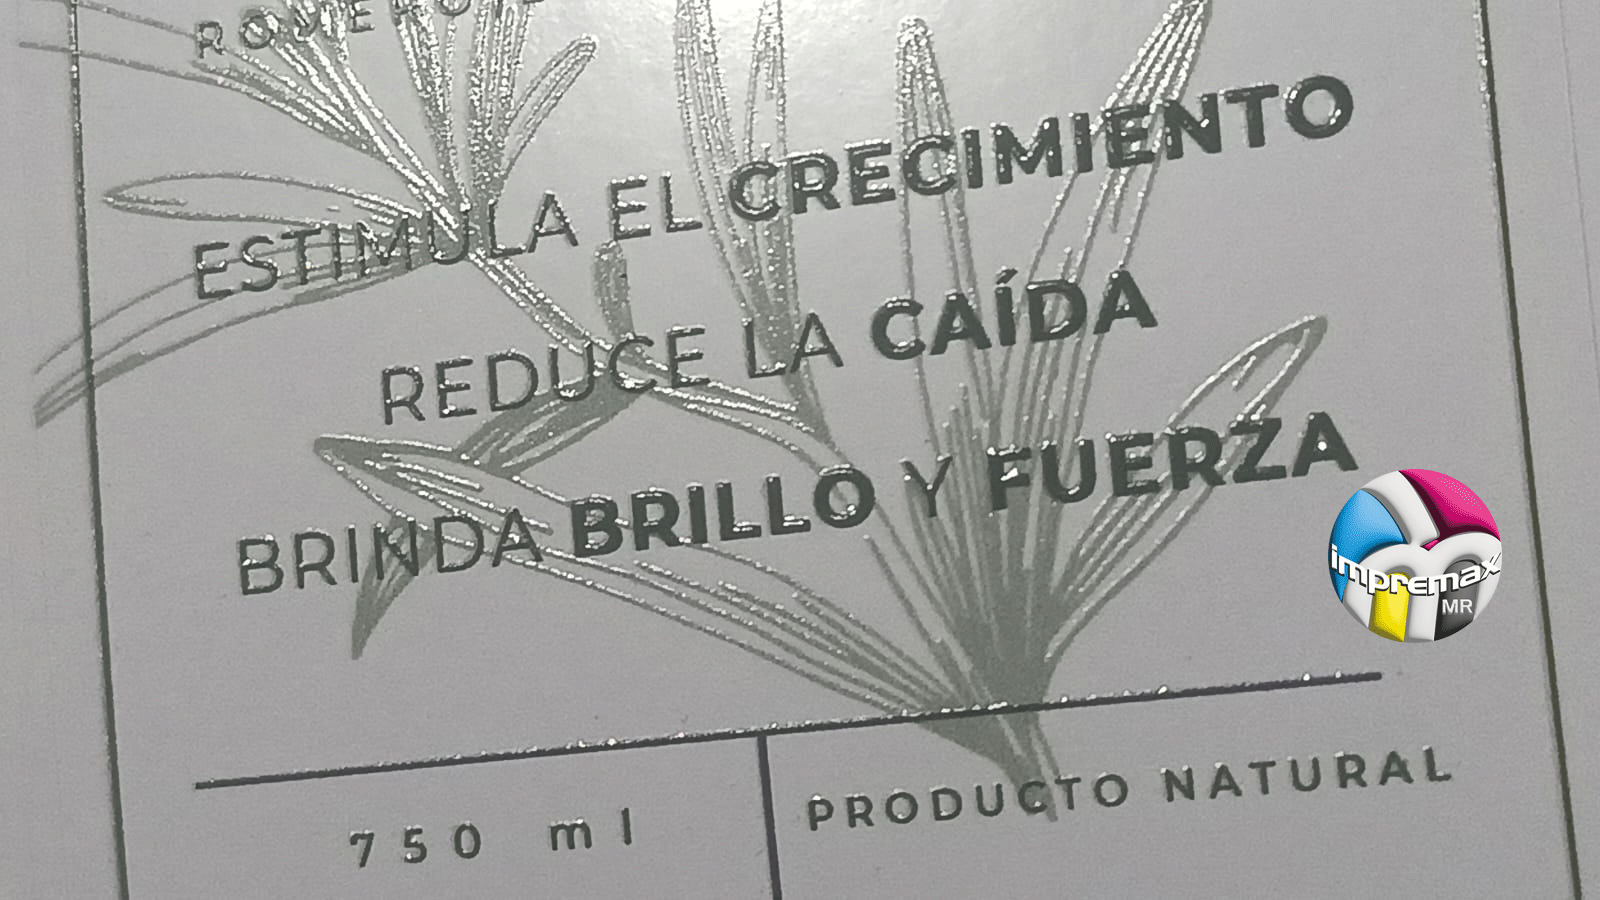 ESTIMULA EL CRECIMIENTO
REDUCE LA CAÍDA
BRINDA BRILLO Y FUERZA
impremax
MR
750 ml
PRODUCTO NATURAL